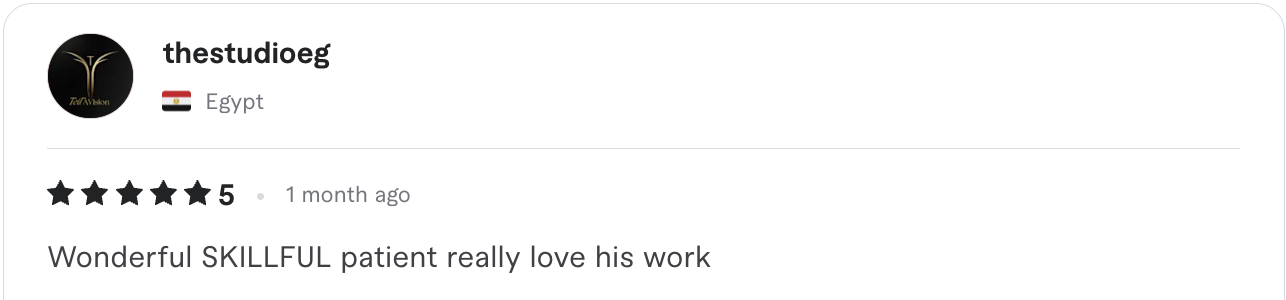 thestudioeg
Egypt
5 • 1 month ago
Wonderful SKILLFUL patient really love his work